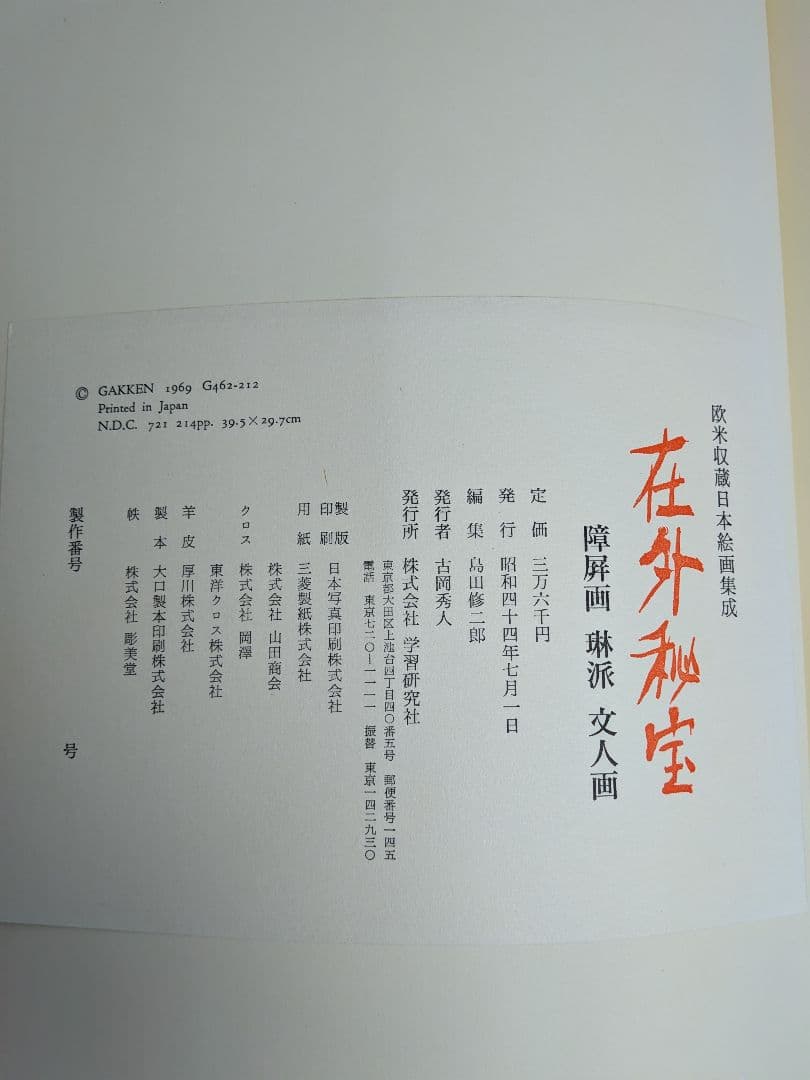 欧米収蔵日本絵画集成
在外秘宝
障屛画 琳派 文人画
定価 三万六千円
発行 昭和四十四年七月一日
編集 島田修二郎
発行者 古岡秀人
発行所 株式会社 学習研究社
東京都大田区上池台四丁目四〇番五号 郵便番号一四五
電話 東京七二〇―一一一一 振替 東京一四二九三〇
製版
印刷 日本写真印刷株式会社
用紙 三菱製紙株式会社
株式会社 山田商会
クロス 株式会社 岡澤
東洋クロス株式会社
羊皮 厚川株式会社
製本 大口製本印刷株式会社
帙 株式会社 彫美堂
製作番号 号
© GAKKEN 1969 G462-212
Printed in Japan
N.D.C. 721 214pp. 39.5×29.7cm